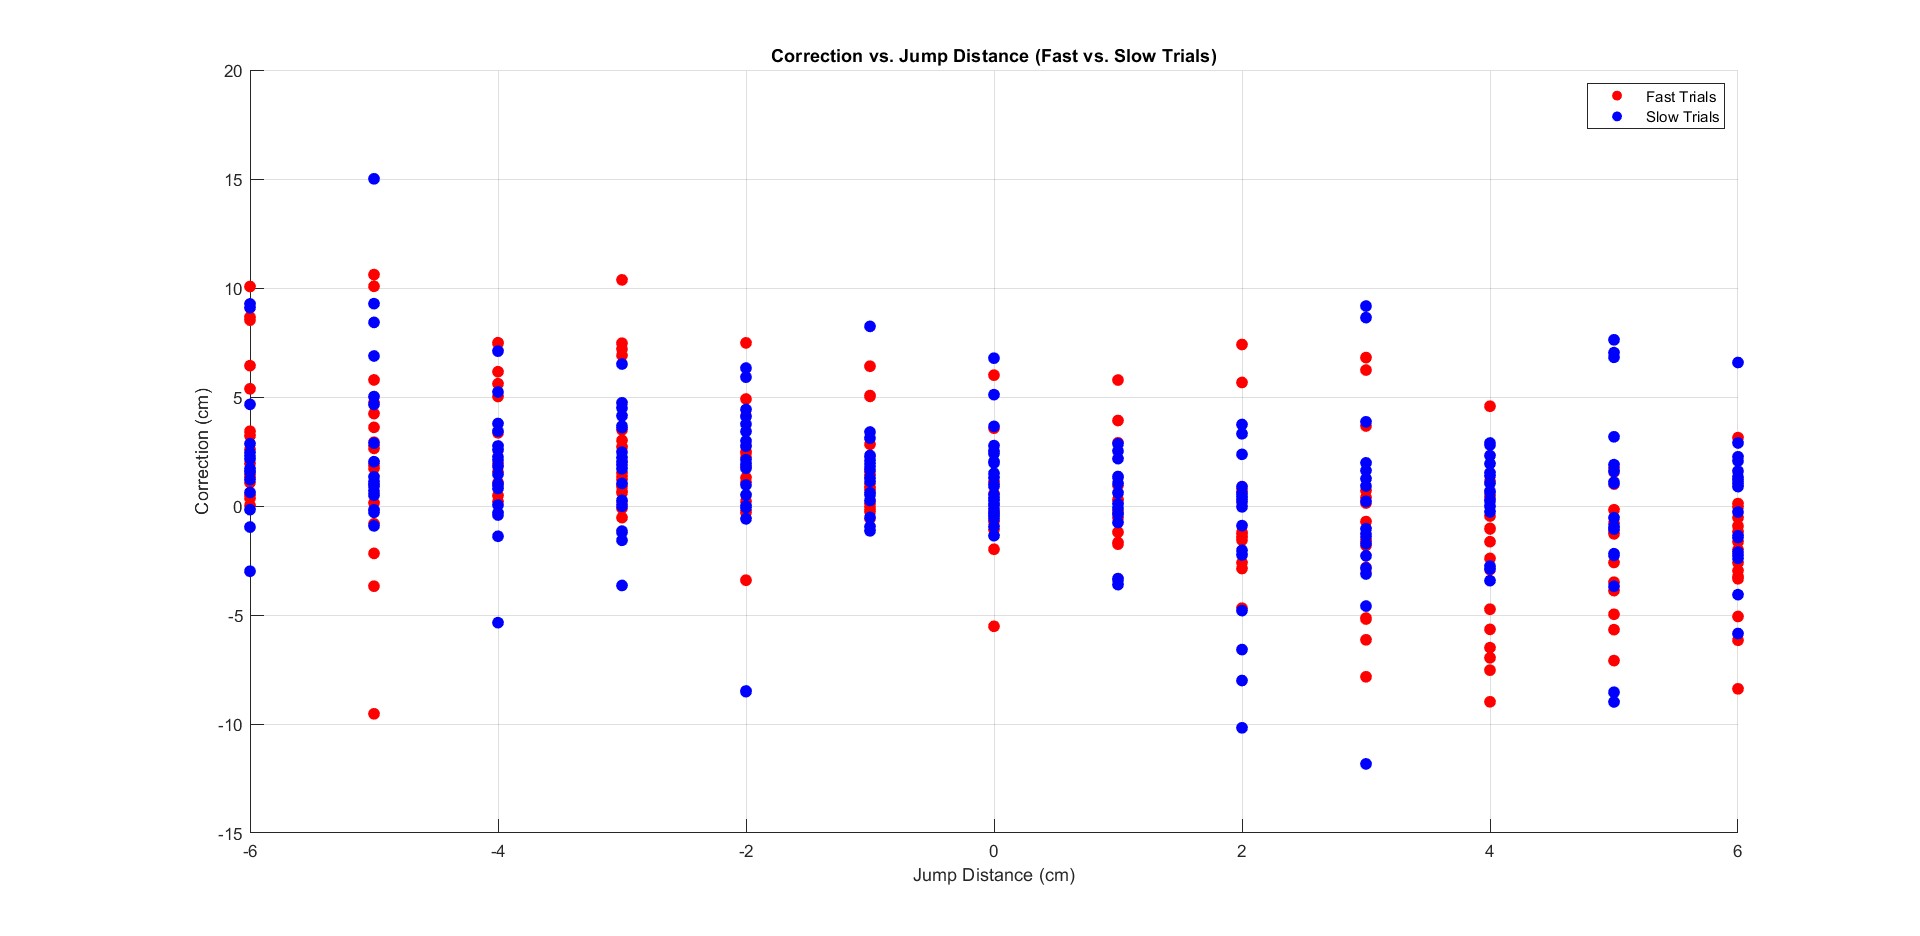 Correction vs. Jump Distance (Fast vs. Slow Trials)
20
15
10
5
0
-5
-10
-15
Correction (cm)
Fast Trials
Slow Trials
-6 -4 -2 0 2 4 6
Jump Distance (cm)